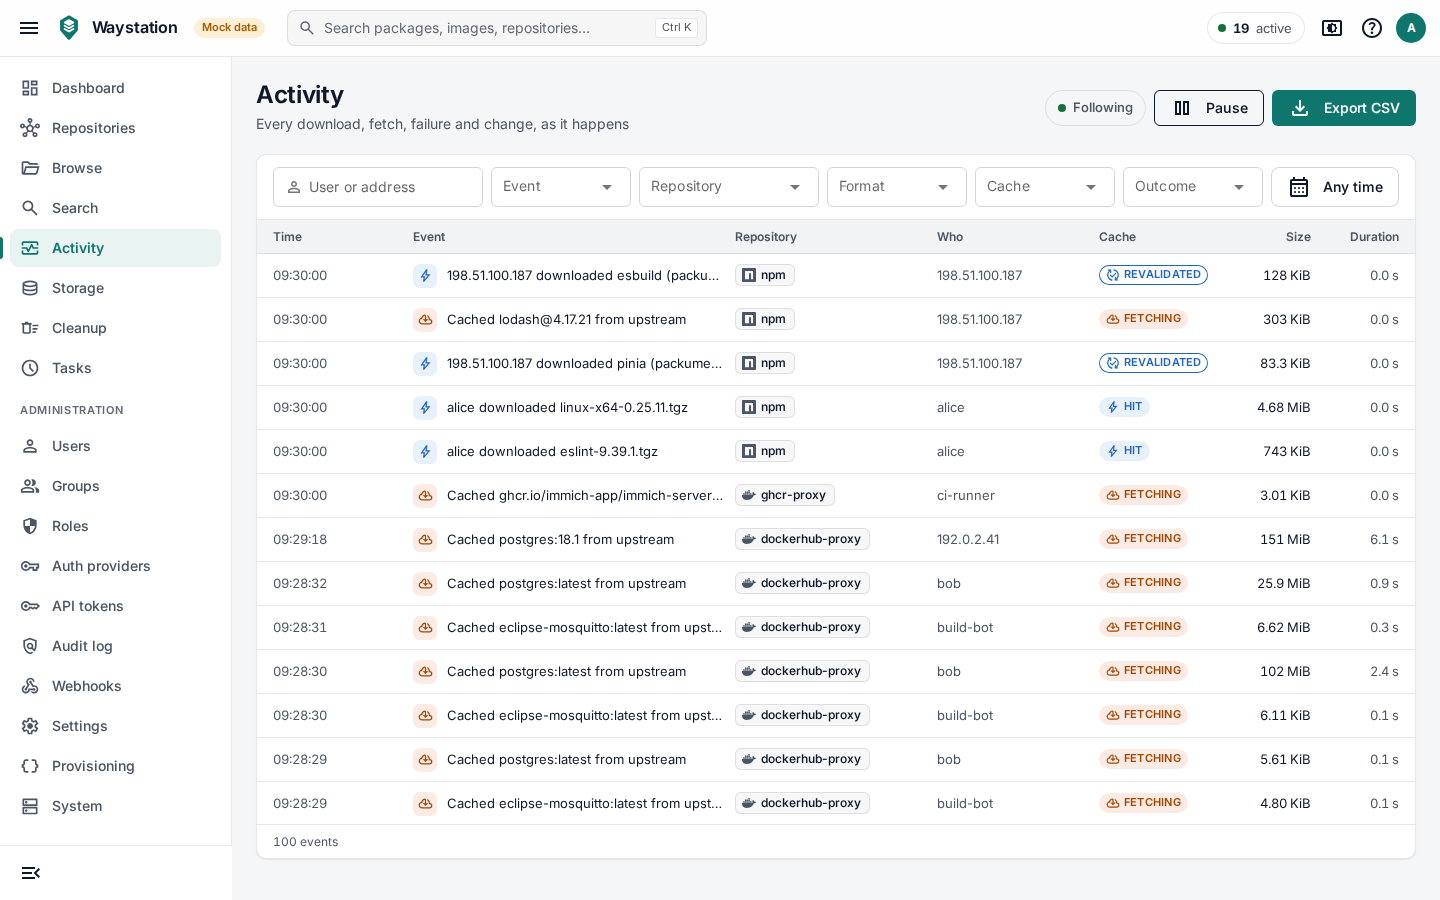 Waystation Mock data Search packages, images, repositories... Ctrl K 19 active A
Dashboard
Repositories
Browse
Search
Activity
Storage
Cleanup
Tasks
ADMINISTRATION
Users
Groups
Roles
Auth providers
API tokens
Audit log
Webhooks
Settings
Provisioning
System
Activity
Every download, fetch, failure and change, as it happens
Following Pause Export CSV
User or address Event Repository Format Cache Outcome Any time
Time Event Repository Who Cache Size Duration
09:30:00 198.51.100.187 downloaded esbuild (packu... npm 198.51.100.187 REVALIDATED 128 KiB 0.0 s
09:30:00 Cached lodash@4.17.21 from upstream npm 198.51.100.187 FETCHING 303 KiB 0.0 s
09:30:00 198.51.100.187 downloaded pinia (packume... npm 198.51.100.187 REVALIDATED 83.3 KiB 0.0 s
09:30:00 alice downloaded linux-x64-0.25.11.tgz npm alice HIT 4.68 MiB 0.0 s
09:30:00 alice downloaded eslint-9.39.1.tgz npm alice HIT 743 KiB 0.0 s
09:30:00 Cached ghcr.io/immich-app/immich-server... ghcr-proxy ci-runner FETCHING 3.01 KiB 0.0 s
09:29:18 Cached postgres:18.1 from upstream dockerhub-proxy 192.0.2.41 FETCHING 151 MiB 6.1 s
09:28:32 Cached postgres:latest from upstream dockerhub-proxy bob FETCHING 25.9 MiB 0.9 s
09:28:31 Cached eclipse-mosquitto:latest from upst... dockerhub-proxy build-bot FETCHING 6.62 MiB 0.3 s
09:28:30 Cached postgres:latest from upstream dockerhub-proxy bob FETCHING 102 MiB 2.4 s
09:28:30 Cached eclipse-mosquitto:latest from upst... dockerhub-proxy build-bot FETCHING 6.11 KiB 0.1 s
09:28:29 Cached postgres:latest from upstream dockerhub-proxy bob FETCHING 5.61 KiB 0.1 s
09:28:29 Cached eclipse-mosquitto:latest from upst... dockerhub-proxy build-bot FETCHING 4.80 KiB 0.1 s
100 events